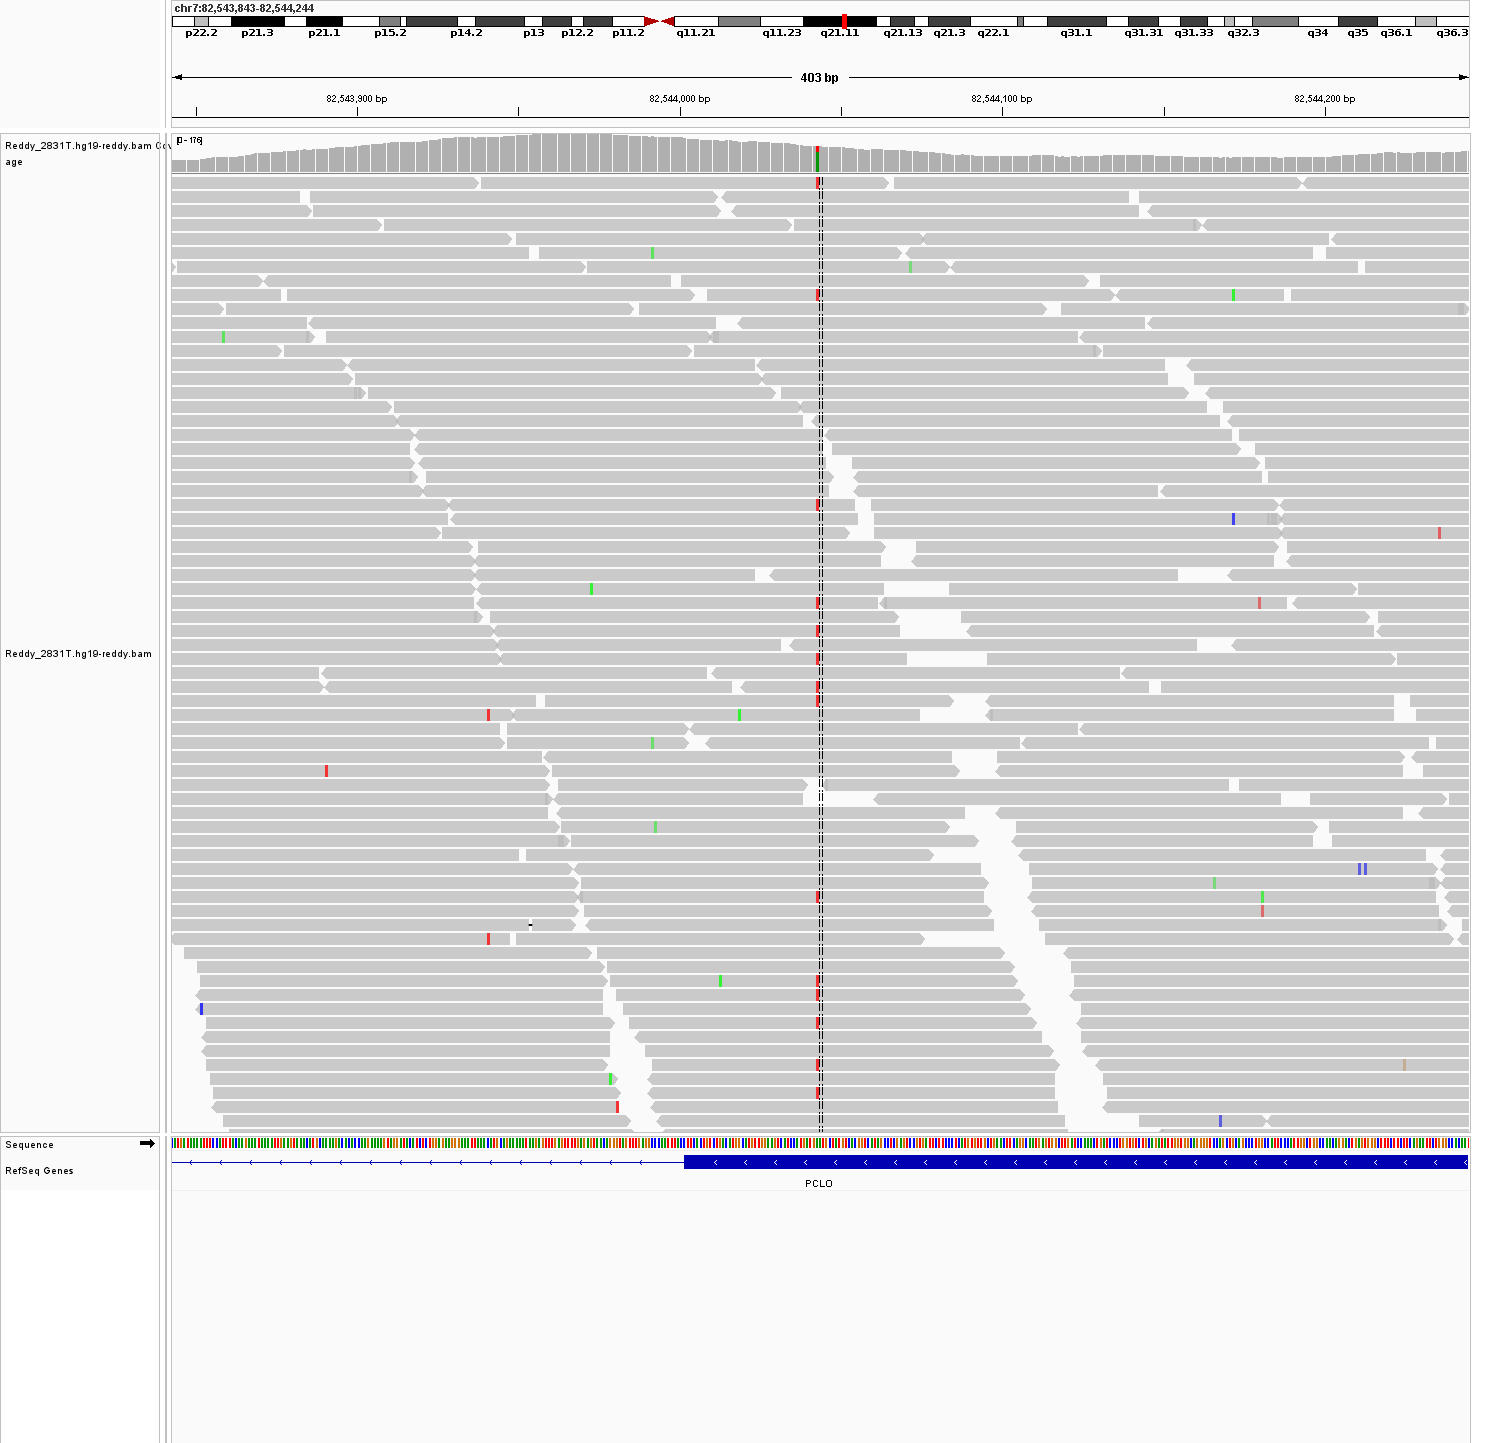 chr7:82,543,843-82,544,244
p22.2 p21.3 p21.1 p15.2 p14.2 p13 p12.2 p11.2 q11.21 q11.23 q21.11 q21.13 q21.3 q22.1 q31.1 q31.31 q31.33 q32.3 q34 q35 q36.1 q36.3
403 bp
82,543,900 bp 82,544,000 bp 82,544,100 bp 82,544,200 bp
[0 - 176]
Reddy_2831T.hg19-reddy.bam Cov
age
Reddy_2831T.hg19-reddy.bam
Sequence
RefSeq Genes
PCLO